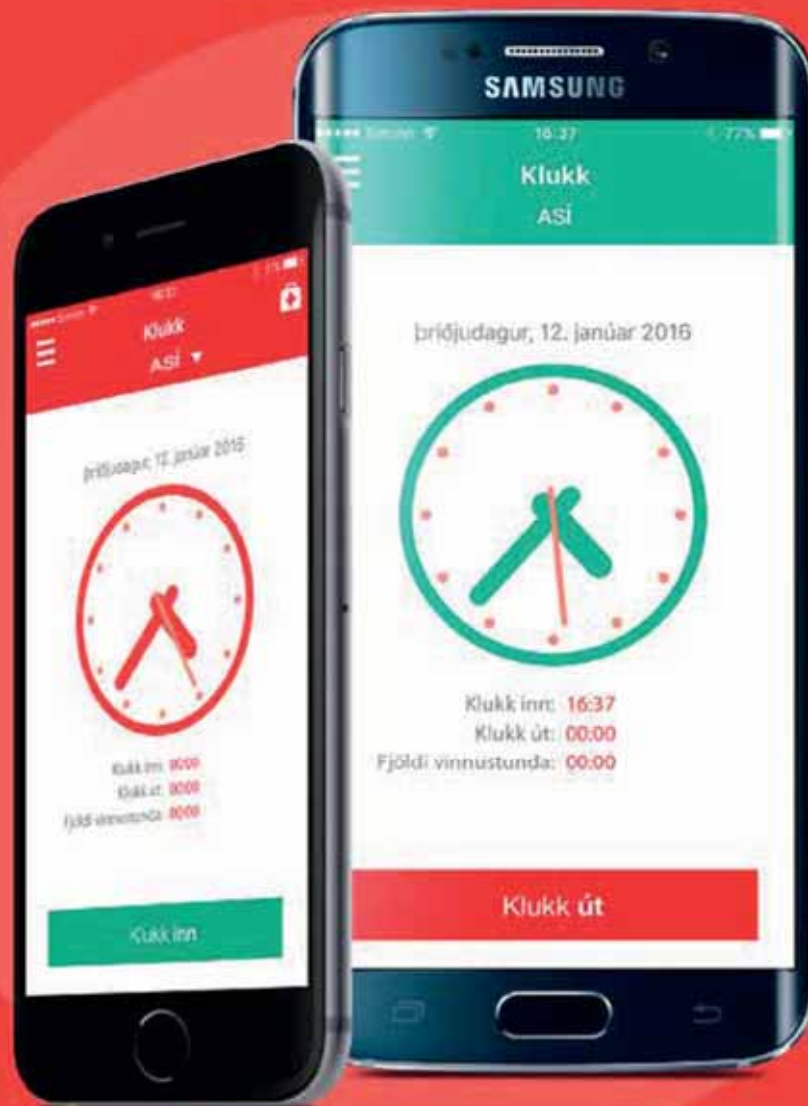 16:37
Klukk
ASÍ
þriðjudagur, 12. janúar 2016
Klukk inn: 00:00
Klukk út: 00:00
Fjöldi vinnustunda: 00:00
Klukk inn
SAMSUNG
16:37 77%
Klukk
ASÍ
þriðjudagur, 12. janúar 2016
Klukk inn: 16:37
Klukk út: 00:00
Fjöldi vinnustunda: 00:00
Klukk út